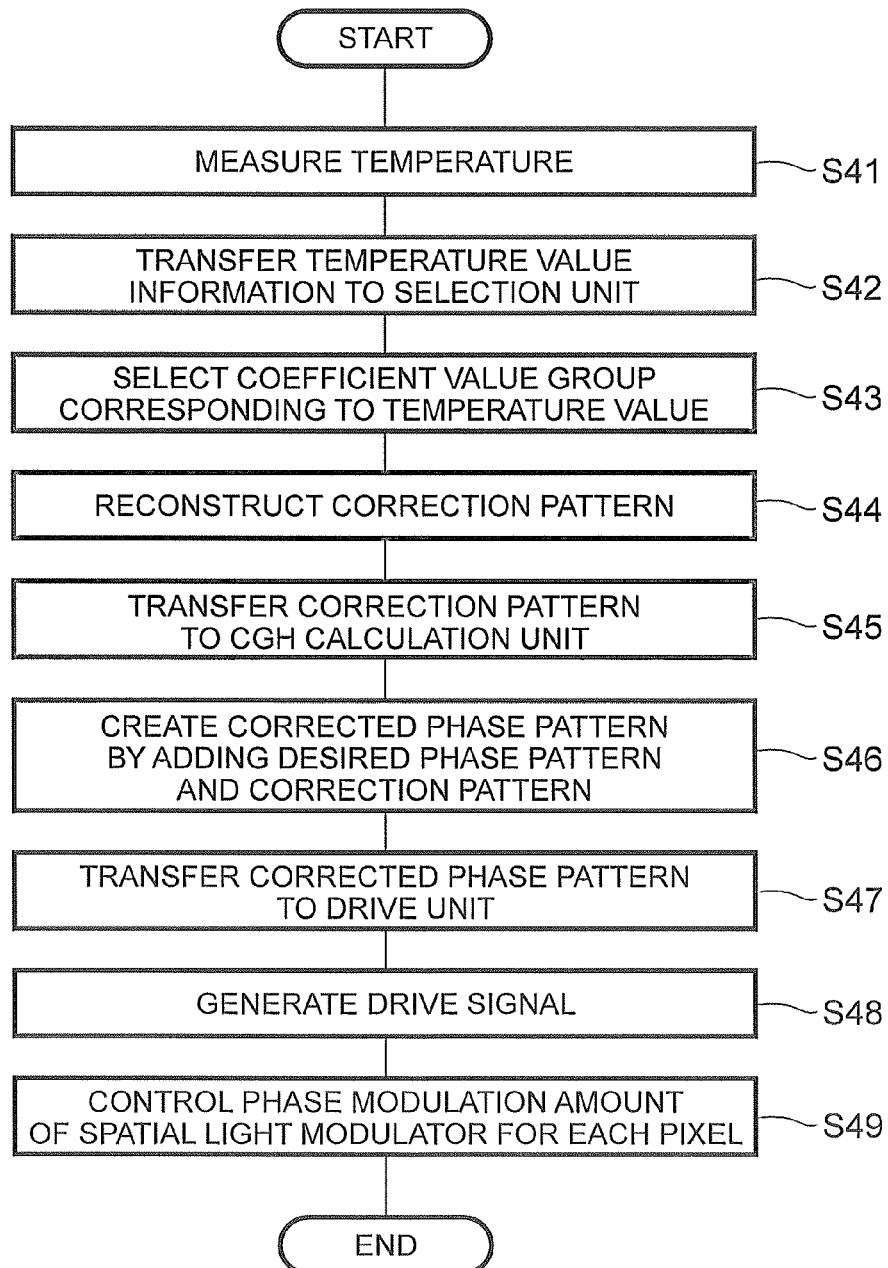 START
MEASURE TEMPERATURE
S41
TRANSFER TEMPERATURE VALUE
INFORMATION TO SELECTION UNIT
S42
SELECT COEFFICIENT VALUE GROUP
CORRESPONDING TO TEMPERATURE VALUE
S43
RECONSTRUCT CORRECTION PATTERN
S44
TRANSFER CORRECTION PATTERN
TO CGH CALCULATION UNIT
S45
CREATE CORRECTED PHASE PATTERN
BY ADDING DESIRED PHASE PATTERN
AND CORRECTION PATTERN
S46
TRANSFER CORRECTED PHASE PATTERN
TO DRIVE UNIT
S47
GENERATE DRIVE SIGNAL
S48
CONTROL PHASE MODULATION AMOUNT
OF SPATIAL LIGHT MODULATOR FOR EACH PIXEL
S49
END